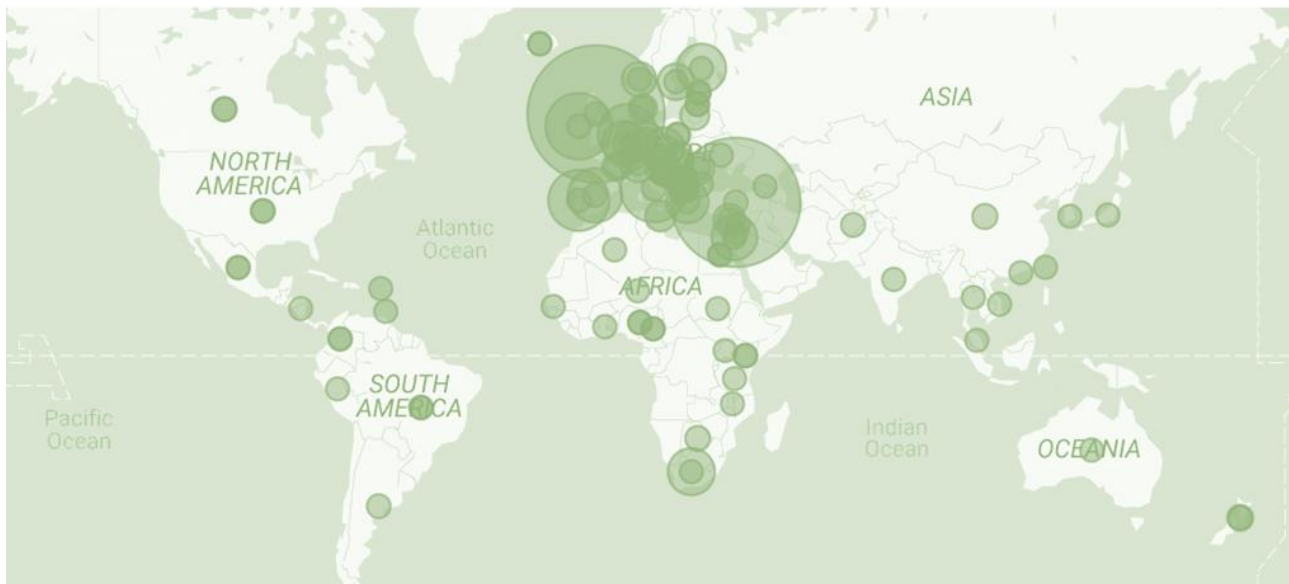 ASIA
NORTH
AMERICA
Atlantic
Ocean
AFRICA
SOUTH
AMERICA
Pacific
Ocean
Indian
Ocean
OCEANIA